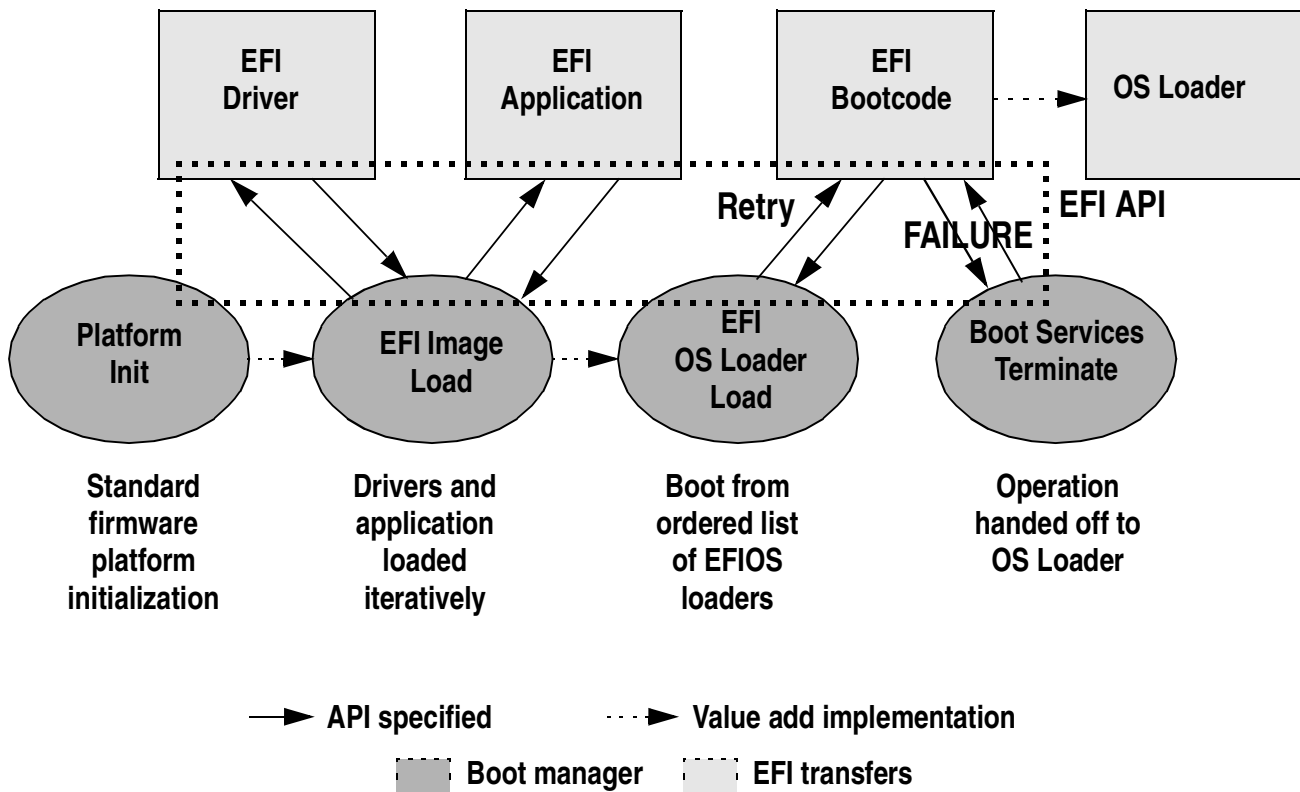 EFI
Driver
EFI
Application
EFI
Bootcode
OS Loader
Retry
FAILURE
EFI API
Platform
Init
EFI Image
Load
EFI
OS Loader
Load
Boot Services
Terminate
Standard
firmware
platform
initialization
Drivers and
application
loaded
iteratively
Boot from
ordered list
of EFIOS
loaders
Operation
handed off to
OS Loader
API specified
Value add implementation
Boot manager
EFI transfers